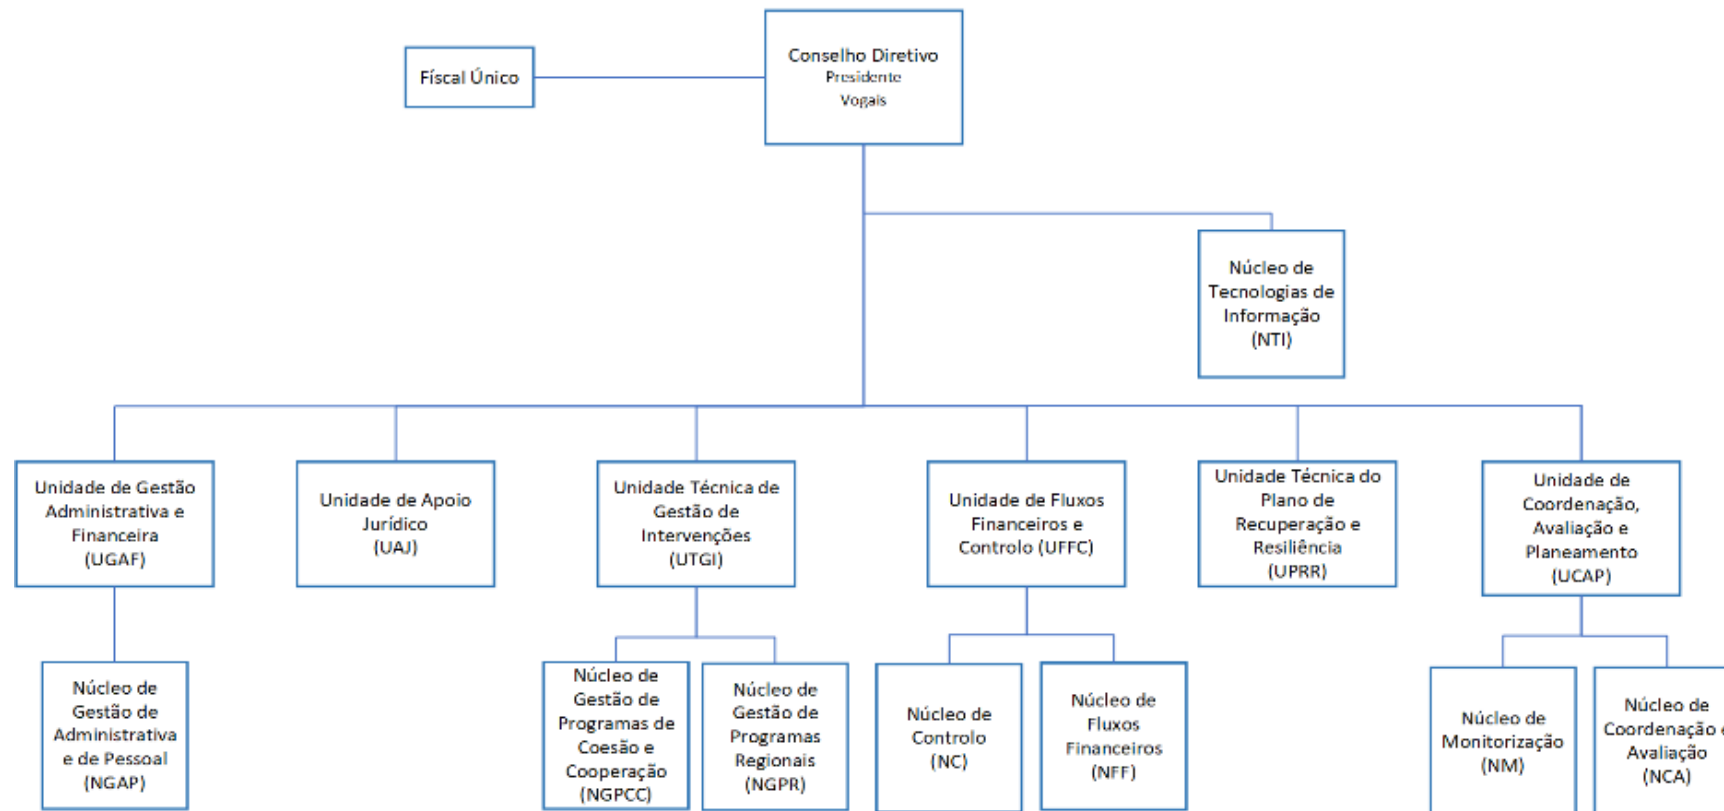 Físcal Único
Conselho Diretivo
Presidente
Vogais
Núcleo de
Tecnologias de
Informação
(NTI)
Unidade de Gestão
Administrativa e
Financeira
(UGAF)
Unidade de Apoio
Jurídico
(UAJ)
Unidade Técnica de
Gestão de
Intervenções
(UTGI)
Unidade de Fluxos
Financeiros e
Controlo (UFFC)
Unidade Técnica do
Plano de
Recuperação e
Resiliência
(UPRR)
Unidade de
Coordenação,
Avaliação e
Planeamento
(UCAP)
Núcleo de
Gestão de
Administrativa
e de Pessoal
(NGAP)
Núcleo de
Gestão de
Programas de
Coesão e
Cooperação
(NGPCC)
Núcleo de
Gestão de
Programas
Regionais
(NGPR)
Núcleo de
Controlo
(NC)
Núcleo de
Fluxos
Financeiros
(NFF)
Núcleo de
Monitorização
(NM)
Núcleo de
Coordenação e
Avaliação
(NCA)